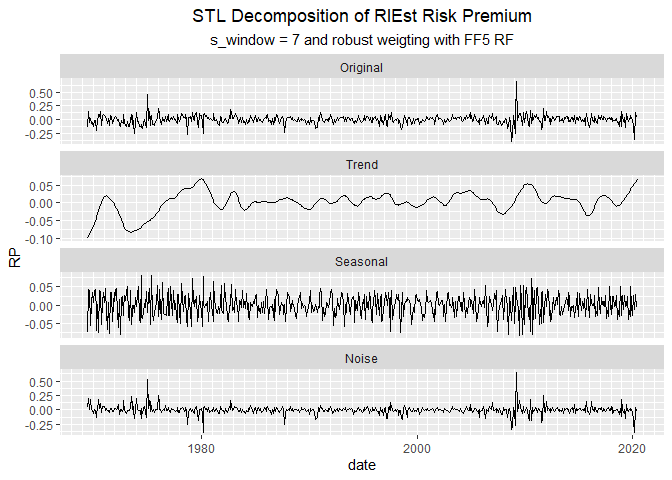 STL Decomposition of RlEst Risk Premium
s_window = 7 and robust weigting with FF5 RF
Original
0.50
0.25
0.00
-0.25
Trend
0.05
0.00
-0.05
-0.10
RP
Seasonal
0.05
0.00
-0.05
Noise
0.50
0.25
0.00
-0.25
1980
2000
2020
date